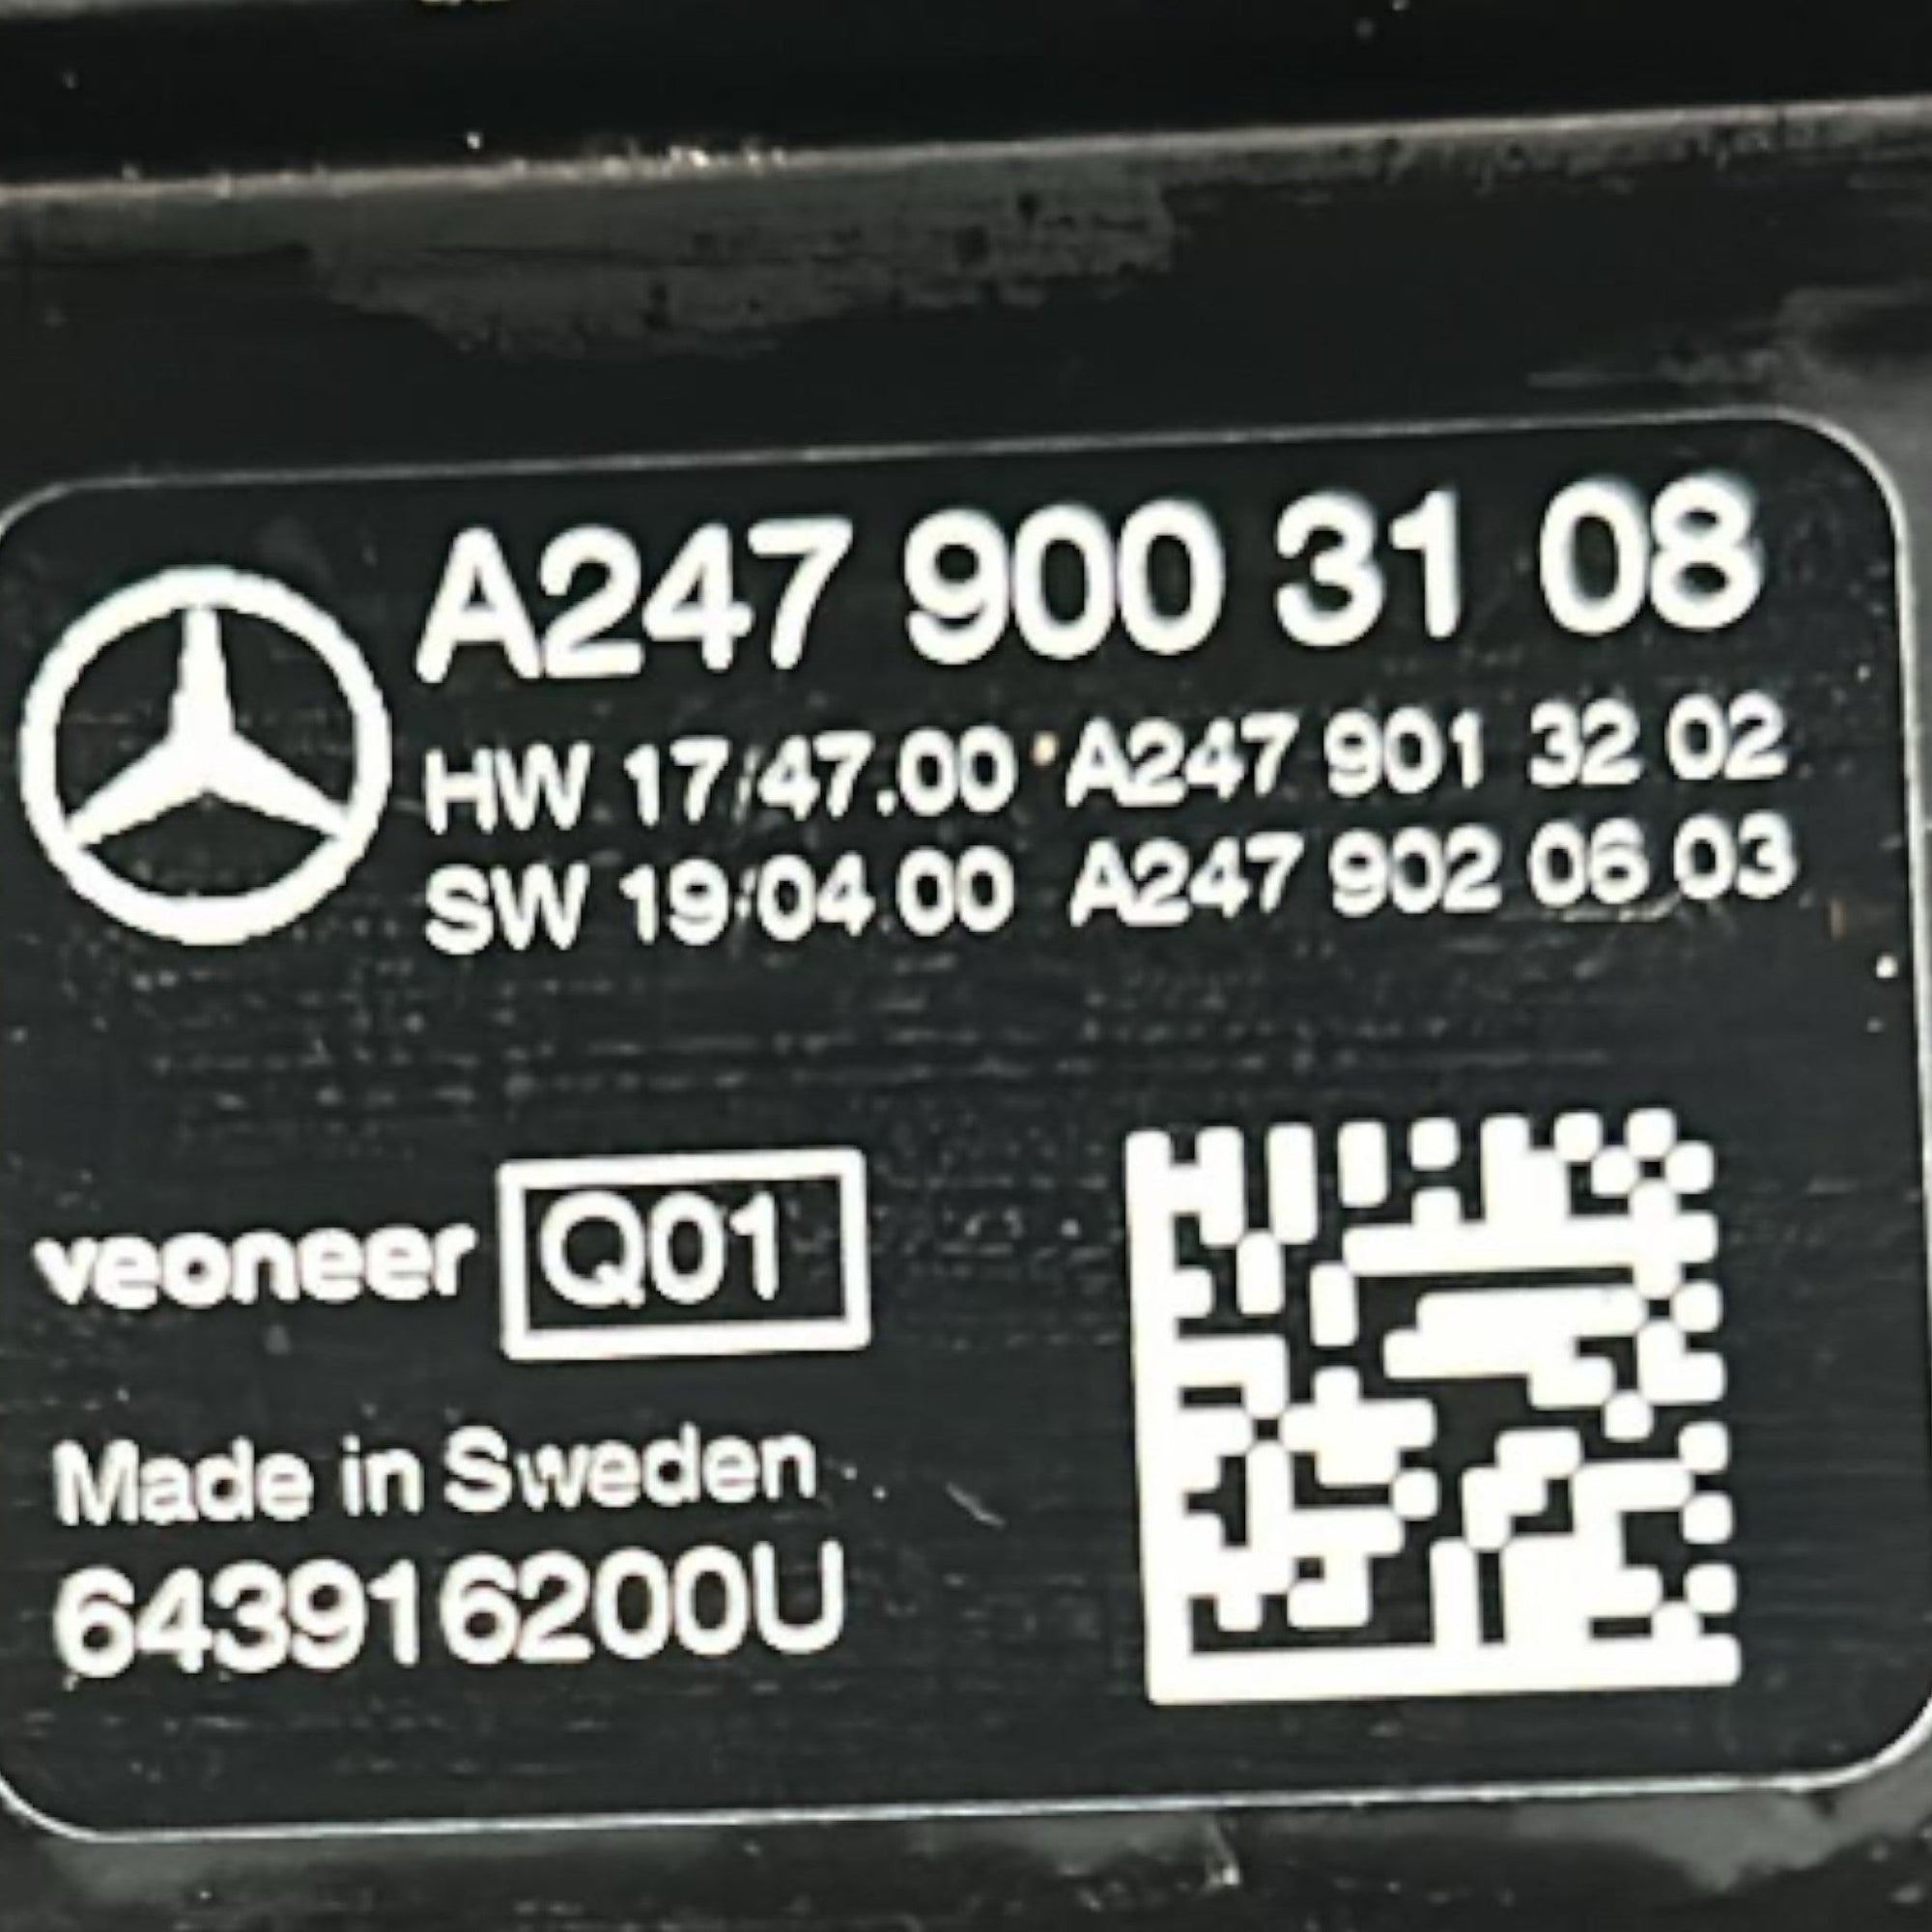 A247 900 31 08
HW 17/47.00 A247 901 32 02
SW 19/04.00 A247 902 06 03
veoneer Q01
Made in Sweden
643916200U